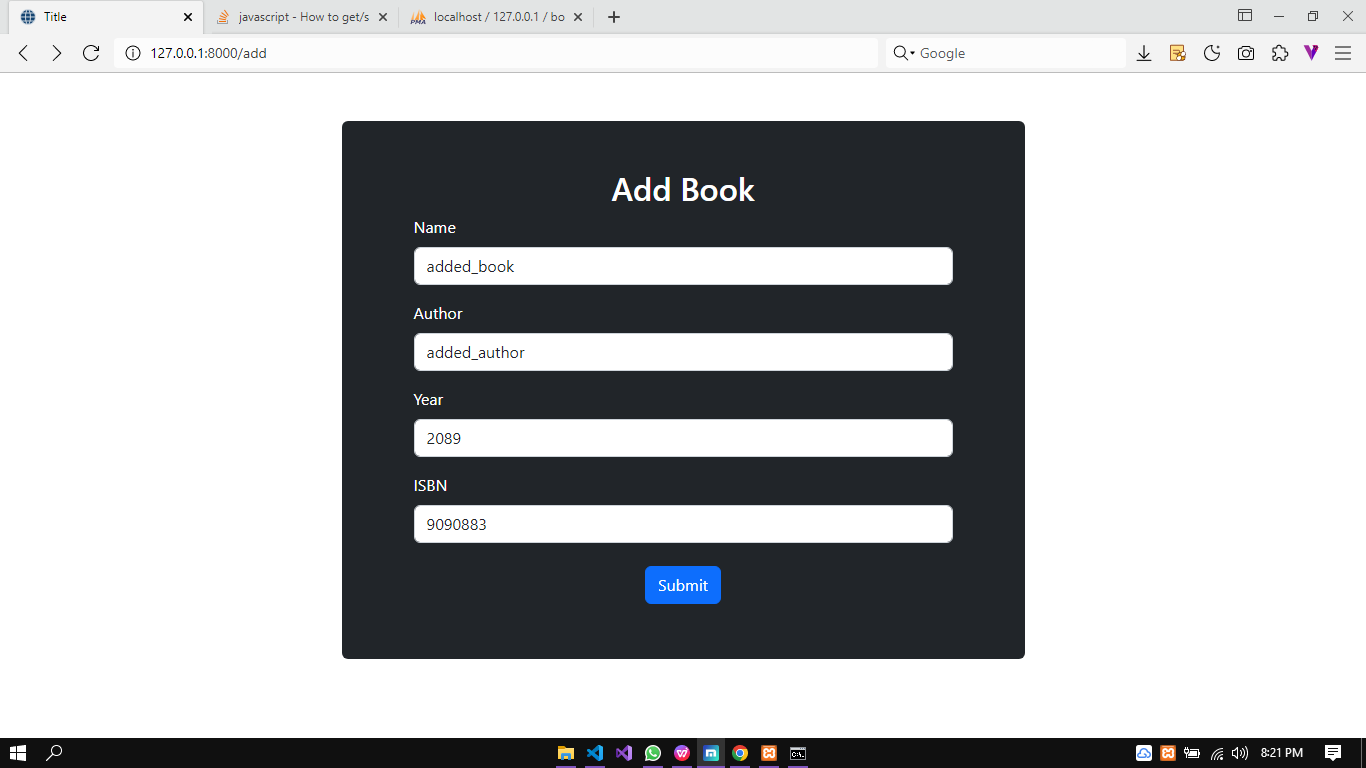 Title
javascript - How to get/s
PMA
localhost / 127.0.0.1 / bo
127.0.0.1:8000/add
Google
Add Book
Name
added_book
Author
added_author
Year
2089
ISBN
9090883
Submit
8:21 PM